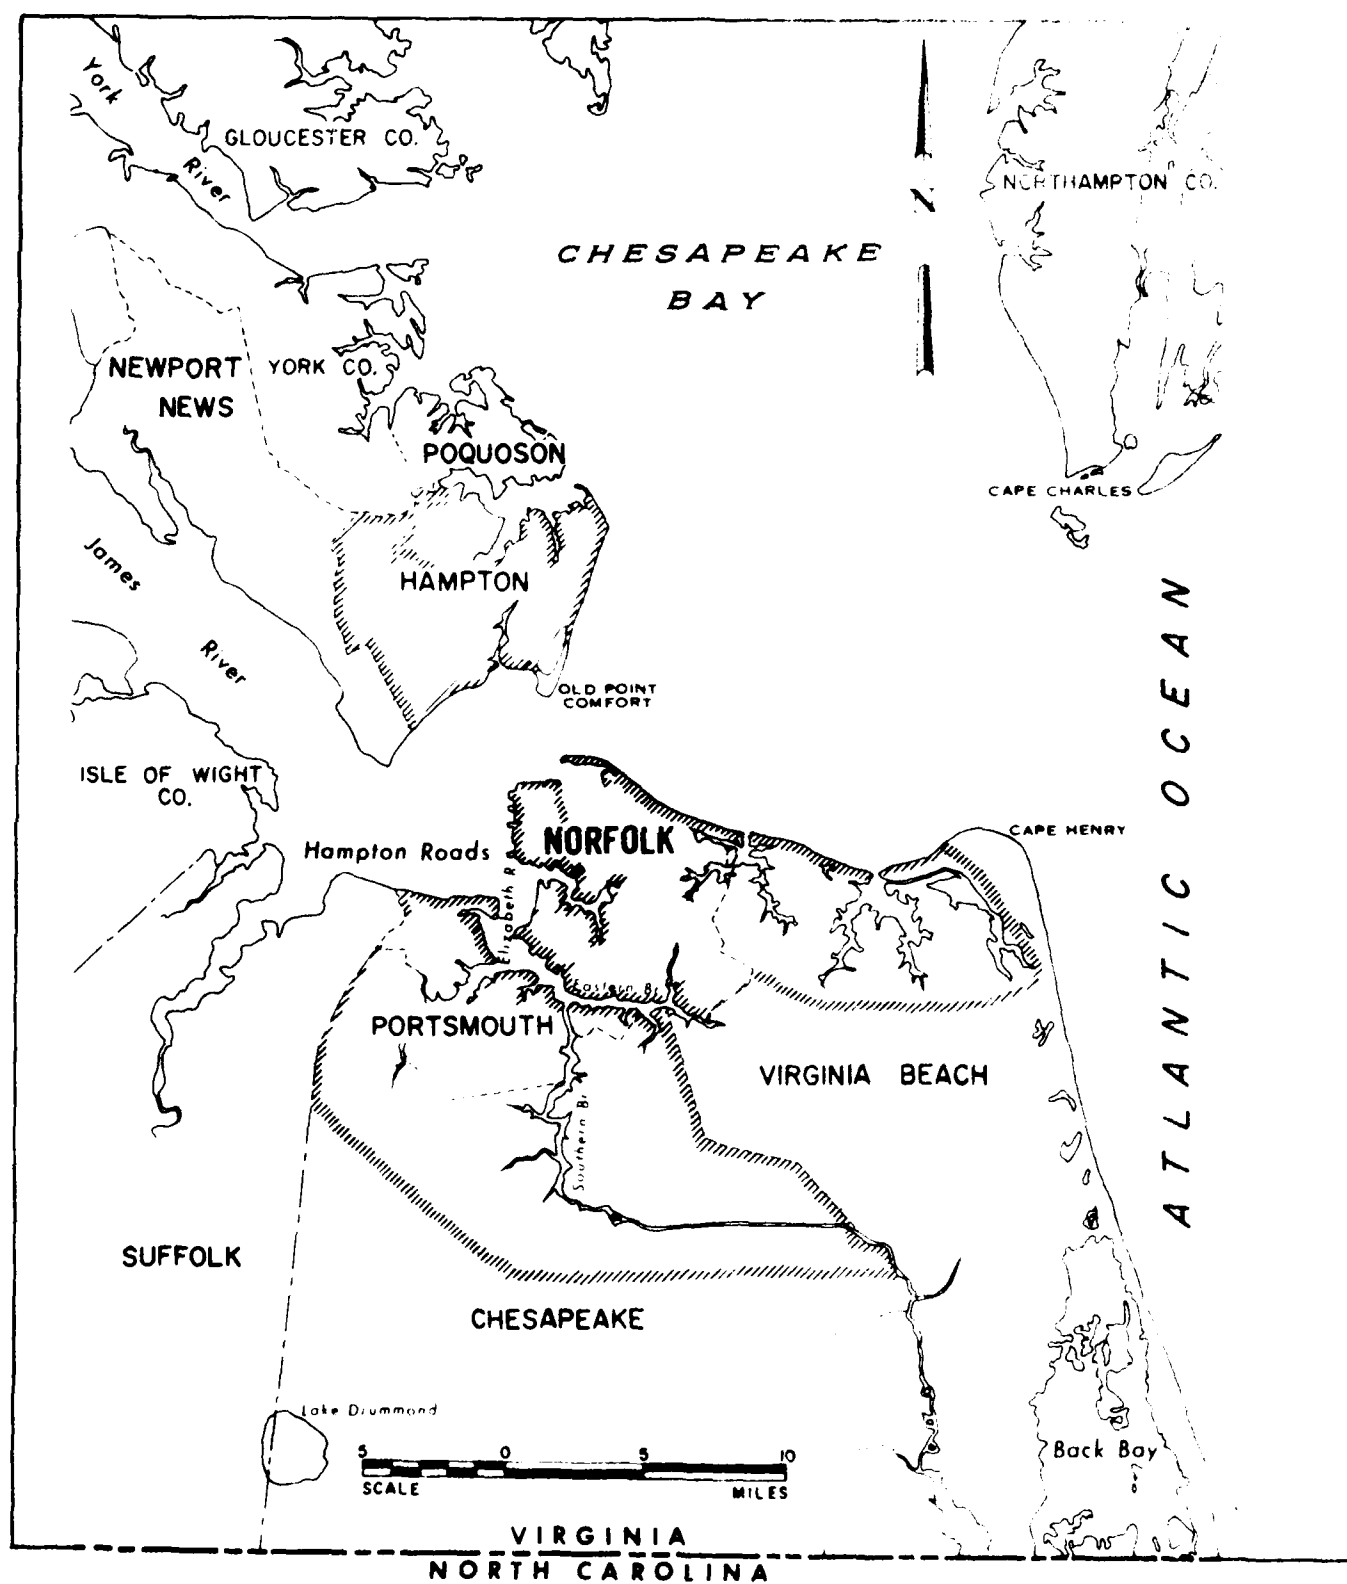 York
River
GLOUCESTER CO.
NORTHAMPTON CO.
N
CHESAPEAKE
BAY
NEWPORT
NEWS
YORK CO.
POQUOSON
CAPE CHARLES
HAMPTON
James
River
OLD POINT
COMFORT
ATLANTIC OCEAN
ISLE OF WIGHT
CO.
Hampton Roads
Elizabeth R.
NORFOLK
CAPE HENRY
Eastern Br.
PORTSMOUTH
VIRGINIA BEACH
Southern Br.
SUFFOLK
CHESAPEAKE
Lake Drummond
Back Bay
5 0 5 10
SCALE MILES
VIRGINIA
NORTH CAROLINA